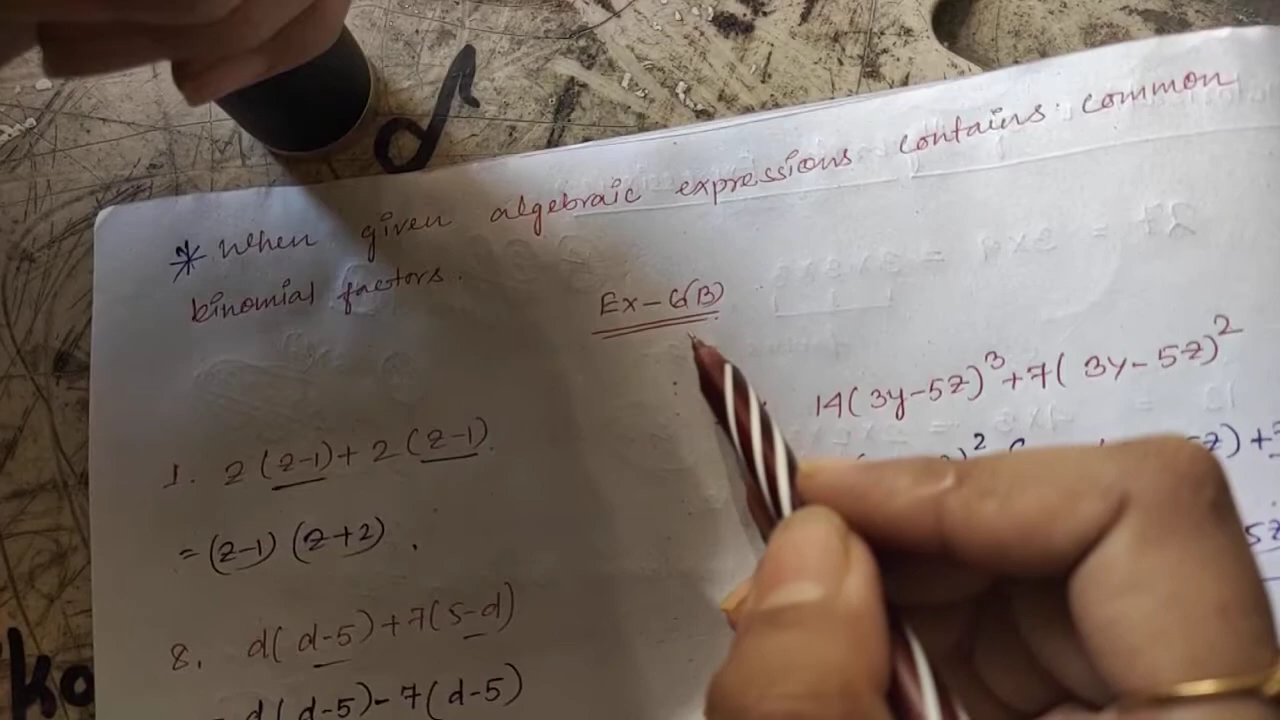 * When given algebraic expressions contains common
binomial factors.
Ex-6(B)
1. z(z-1)+2(z-1).
=(z-1)(z+2).
8. d(d-5)+7(5-d)
d(d-5)-7(d-5)
14(3y-5z)³+7(3y-5z)²